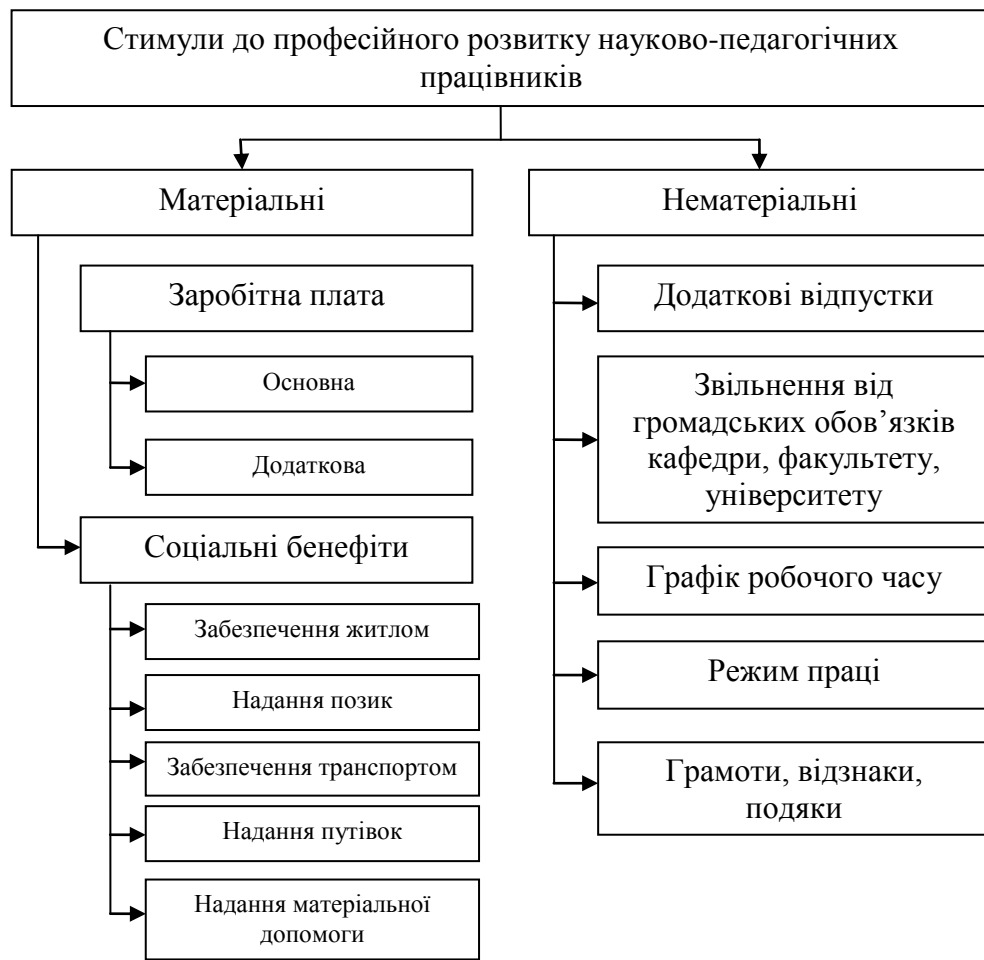 Стимули до професійного розвитку науково-педагогічних
працівників
Матеріальні
Заробітна плата
Основна
Додаткова
Соціальні бенефіти
Забезпечення житлом
Надання позик
Забезпечення транспортом
Надання путівок
Надання матеріальної
допомоги
Нематеріальні
Додаткові відпустки
Звільнення від
громадських обов’язків
кафедри, факультету,
університету
Графік робочого часу
Режим праці
Грамоти, відзнаки,
подяки